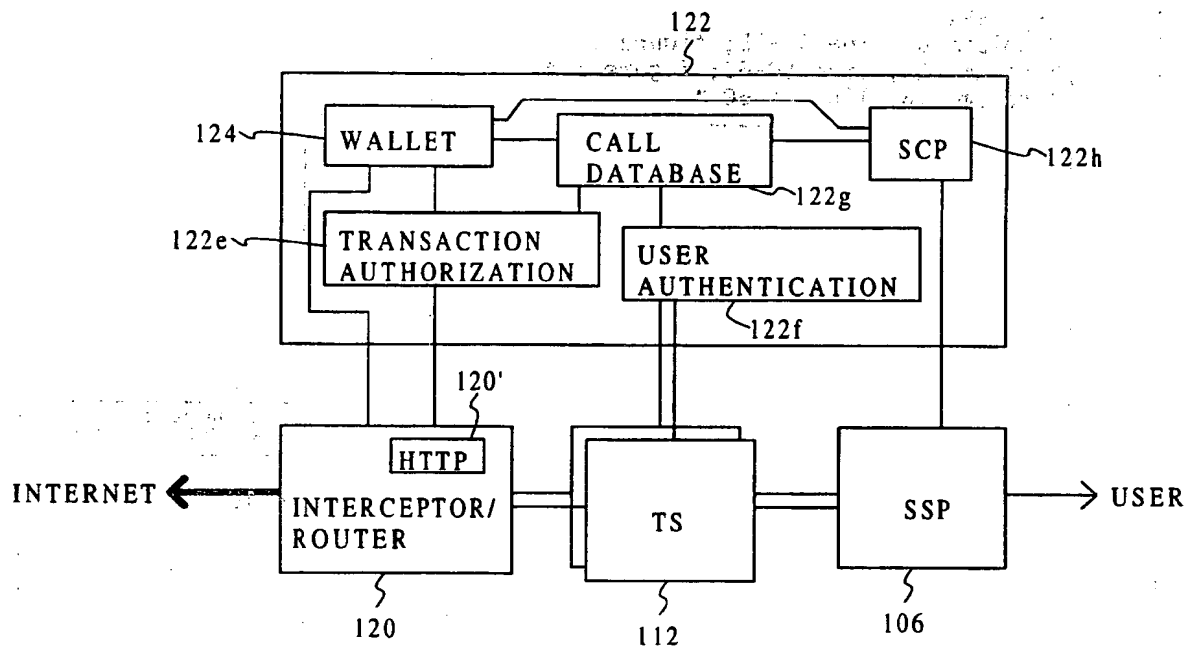 122
124
WALLET
CALL
DATABASE
SCP
122h
122g
122e
TRANSACTION
AUTHORIZATION
USER
AUTHENTICATION
122f
120'
HTTP
INTERNET
INTERCEPTOR/
ROUTER
TS
SSP
USER
120
112
106